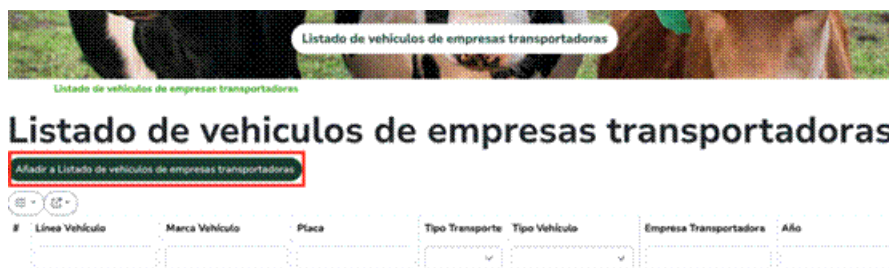 Listado de vehiculos de empresas transportadoras
Listado de vehiculos de empresas transportadoras
Listado de vehiculos de empresas transportadoras
Añadir a Listado de vehiculos de empresas transportadoras
# Línea Vehículo Marca Vehículo Placa Tipo Transporte Tipo Vehículo Empresa Transportadora Año